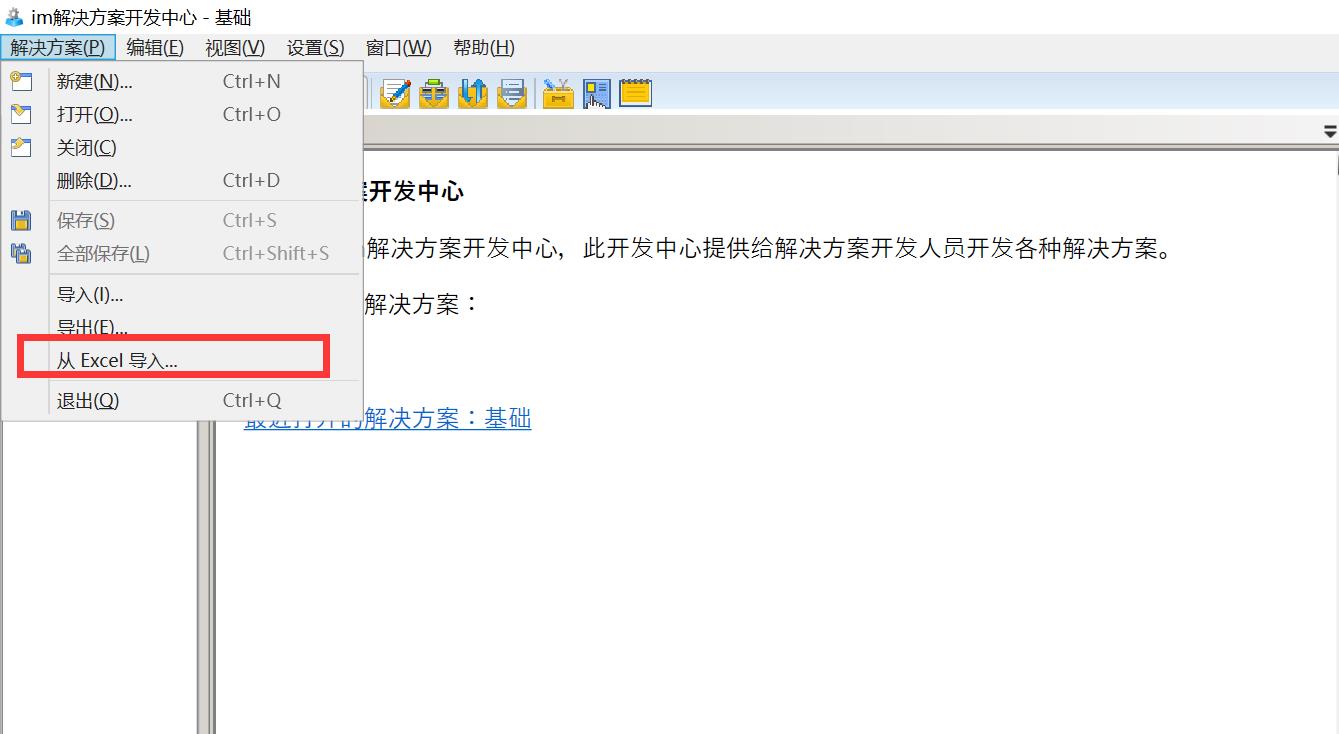 im解决方案开发中心 - 基础
解决方案(P) 编辑(E) 视图(V) 设置(S) 窗口(W) 帮助(H)
新建(N)... Ctrl+N
打开(O)... Ctrl+O
关闭(C)
删除(D)... Ctrl+D
开发中心
保存(S) Ctrl+S
全部保存(L) Ctrl+Shift+S
解决方案开发中心，此开发中心提供给解决方案开发人员开发各种解决方案。
导入(I)...
解决方案：
导出(E)...
从 Excel 导入...
退出(Q) Ctrl+Q
最近打开的解决方案：基础